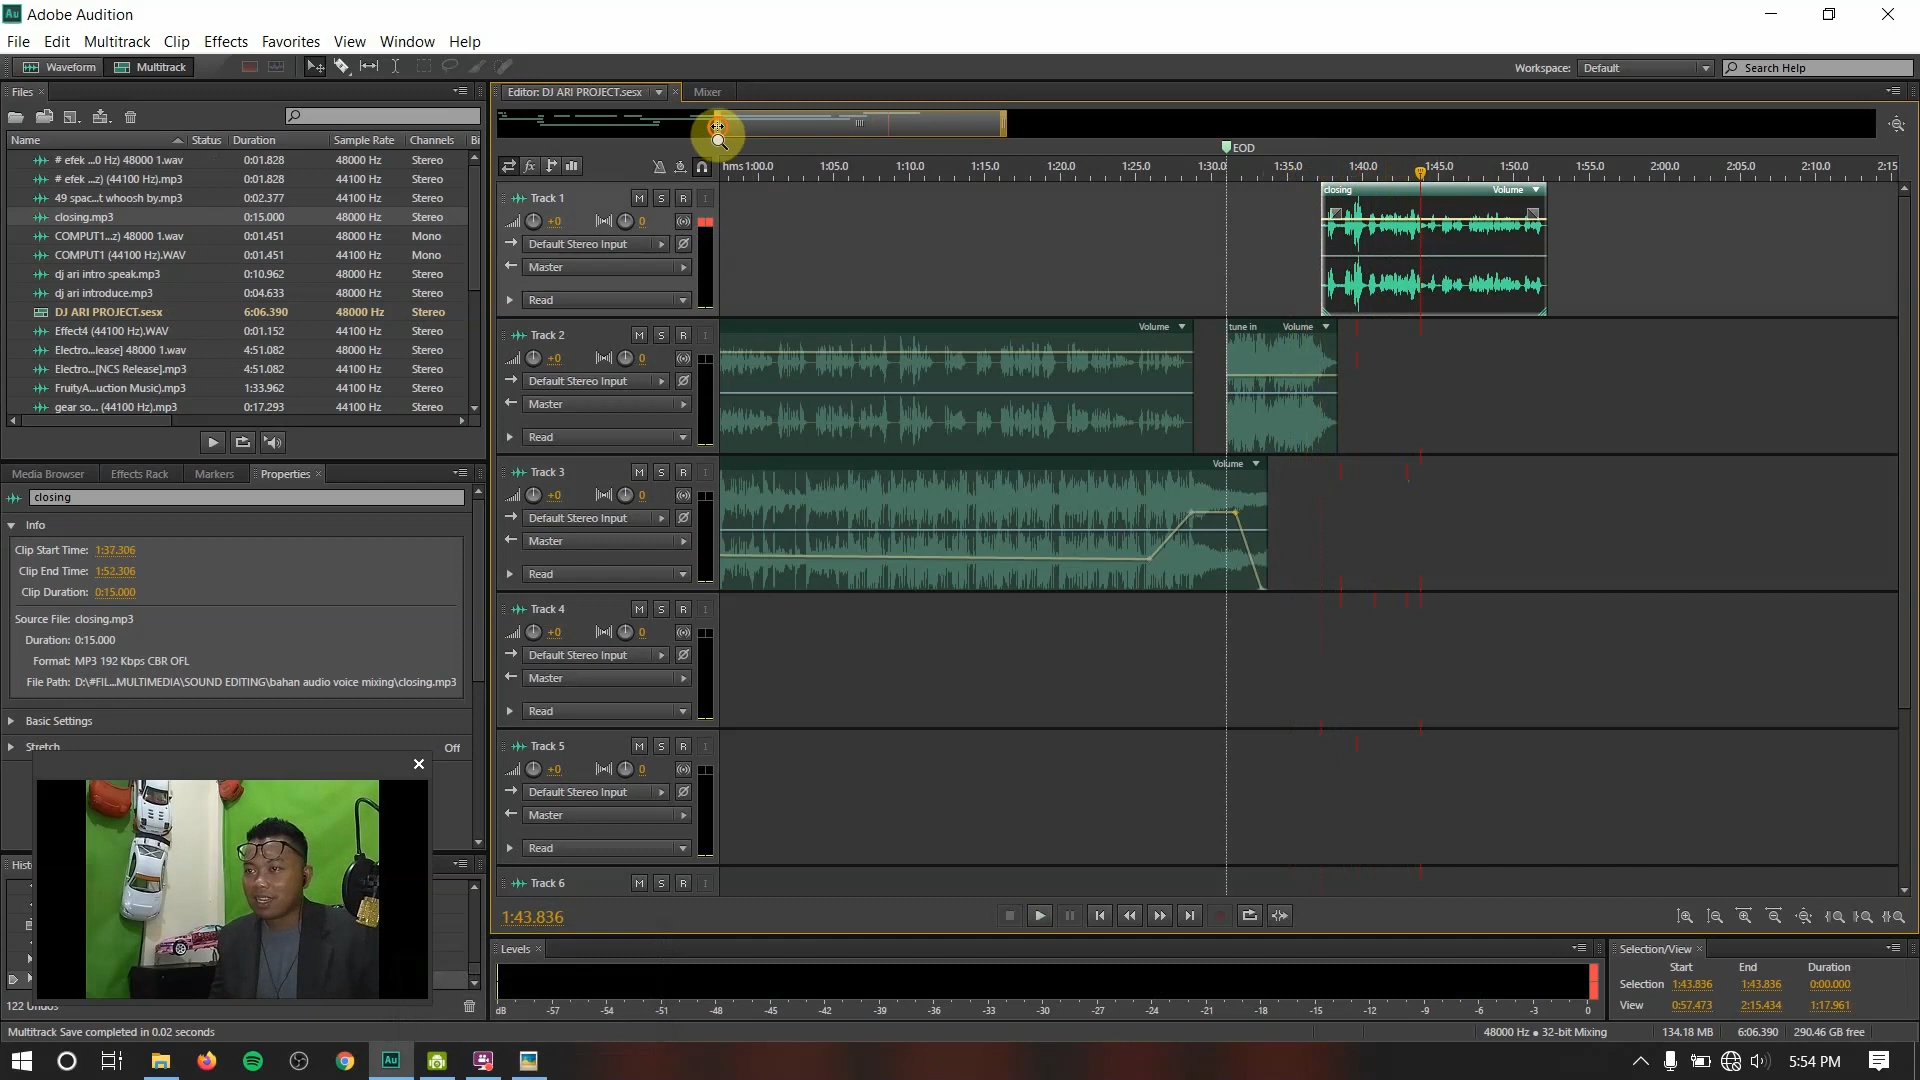 Au Adobe Audition
File Edit Multitrack Clip Effects Favorites View Window Help
Waveform Multitrack Workspace: Default Search Help
Files × Editor: DJ ARI PROJECT.sesx × Mixer
Name Status Duration Sample Rate Channels Bi
# efek ...0 Hz) 48000 1.wav 0:01.828 48000 Hz Stereo
# efek ...z) (44100 Hz).mp3 0:01.828 44100 Hz Stereo
49 spac...t whoosh by.mp3 0:02.377 44100 Hz Stereo
closing.mp3 0:15.000 48000 Hz Stereo
COMPUT1...z) 48000 1.wav 0:01.451 48000 Hz Mono
COMPUT1 (44100 Hz).WAV 0:01.451 44100 Hz Mono
dj ari intro speak.mp3 0:10.962 48000 Hz Stereo
dj ari introduce.mp3 0:04.633 48000 Hz Stereo
DJ ARI PROJECT.sesx 6:06.390 48000 Hz Stereo
Effect4 (44100 Hz).WAV 0:01.152 44100 Hz Stereo
Electro...lease] 48000 1.wav 4:51.082 48000 Hz Stereo
Electro...[NCS Release].mp3 4:51.082 44100 Hz Stereo
FruityA...uction Music).mp3 1:33.962 44100 Hz Stereo
gear so... (44100 Hz).mp3 0:17.293 44100 Hz Stereo
Media Browser Effects Rack Markers Properties ×
closing
Info
Clip Start Time: 1:37.306
Clip End Time: 1:52.306
Clip Duration: 0:15.000
Source File: closing.mp3
Duration: 0:15.000
Format: MP3 192 Kbps CBR OFL
File Path: D:\#FIL...MULTIMEDIA\SOUND EDITING\bahan audio voice mixing\closing.mp3
Basic Settings
Stretch Off
Histo
122 Undos
EOD
hms 1:00.0 1:05.0 1:10.0 1:15.0 1:20.0 1:25.0 1:30.0 1:35.0 1:40.0 1:45.0 1:50.0 1:55.0 2:00.0 2:05.0 2:10.0 2:15
fx
Track 1 M S R I
+0 0
Default Stereo Input
Master
Read
closing Volume
Track 2 M S R I
+0 0
Default Stereo Input
Master
Read
Volume
tune in Volume
Track 3 M S R I
+0 0
Default Stereo Input
Master
Read
Volume
Track 4 M S R I
+0 0
Default Stereo Input
Master
Read
Track 5 M S R I
+0 0
Default Stereo Input
Master
Read
Track 6 M S R I
1:43.836
Levels ×
dB -57 -54 -51 -48 -45 -42 -39 -36 -33 -30 -27 -24 -21 -18 -15 -12 -9 -6 -3 0
Selection/View ×
Start End Duration
Selection 1:43.836 1:43.836 0:00.000
View 0:57.473 2:15.434 1:17.961
Multitrack Save completed in 0.02 seconds 48000 Hz ● 32-bit Mixing 134.18 MB 6:06.390 290.46 GB free
Au 5:54 PM